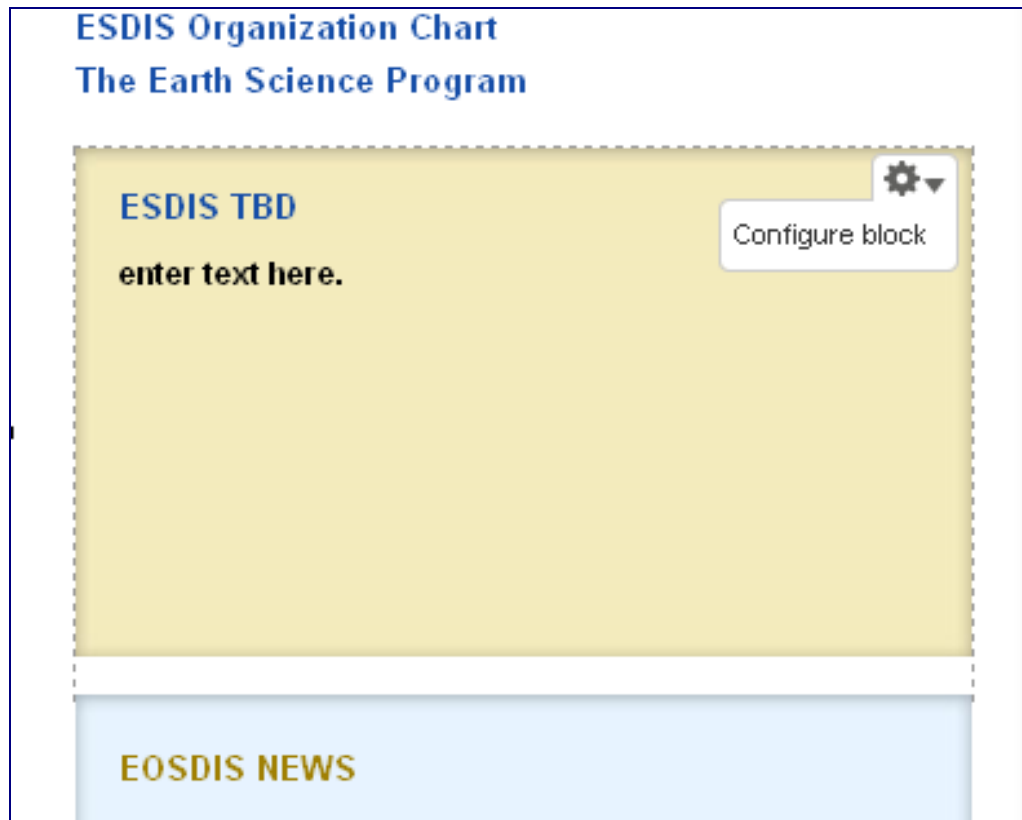 ESDIS Organization Chart
The Earth Science Program
ESDIS TBD
Configure block
enter text here.
EOSDIS NEWS